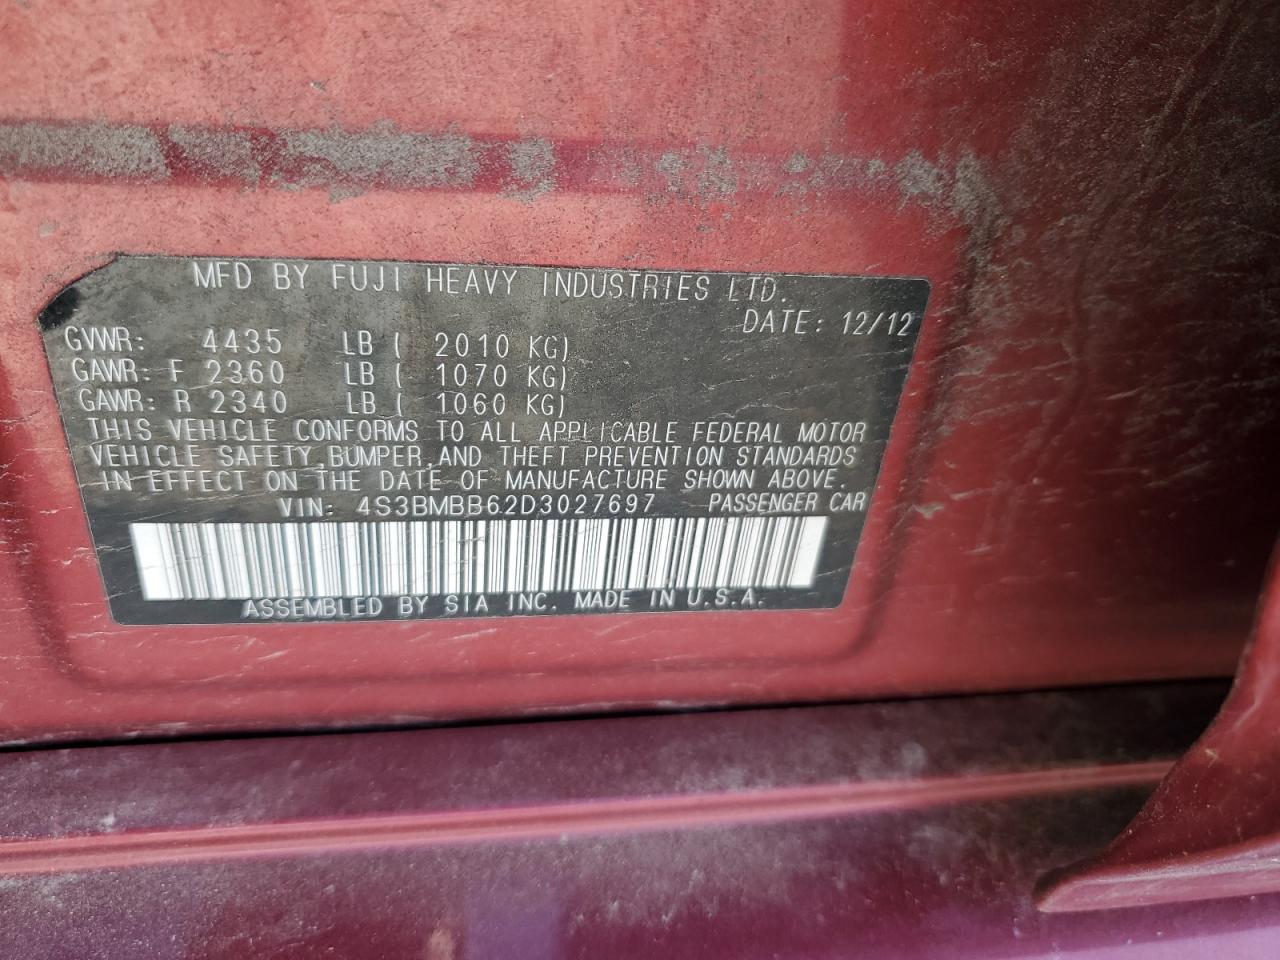 MFD BY FUJI HEAVY INDUSTRIES LTD.
DATE: 12/12
GVWR: 4435 LB ( 2010 KG)
GAWR: F 2360 LB ( 1070 KG)
GAWR: R 2340 LB ( 1060 KG)
THIS VEHICLE CONFORMS TO ALL APPLICABLE FEDERAL MOTOR
VEHICLE SAFETY,BUMPER,AND THEFT PREVENTION STANDARDS
IN EFFECT ON THE DATE OF MANUFACTURE SHOWN ABOVE.
VIN: 4S3BMBB62D3027697 PASSENGER CAR
ASSEMBLED BY SIA INC. MADE IN U.S.A.